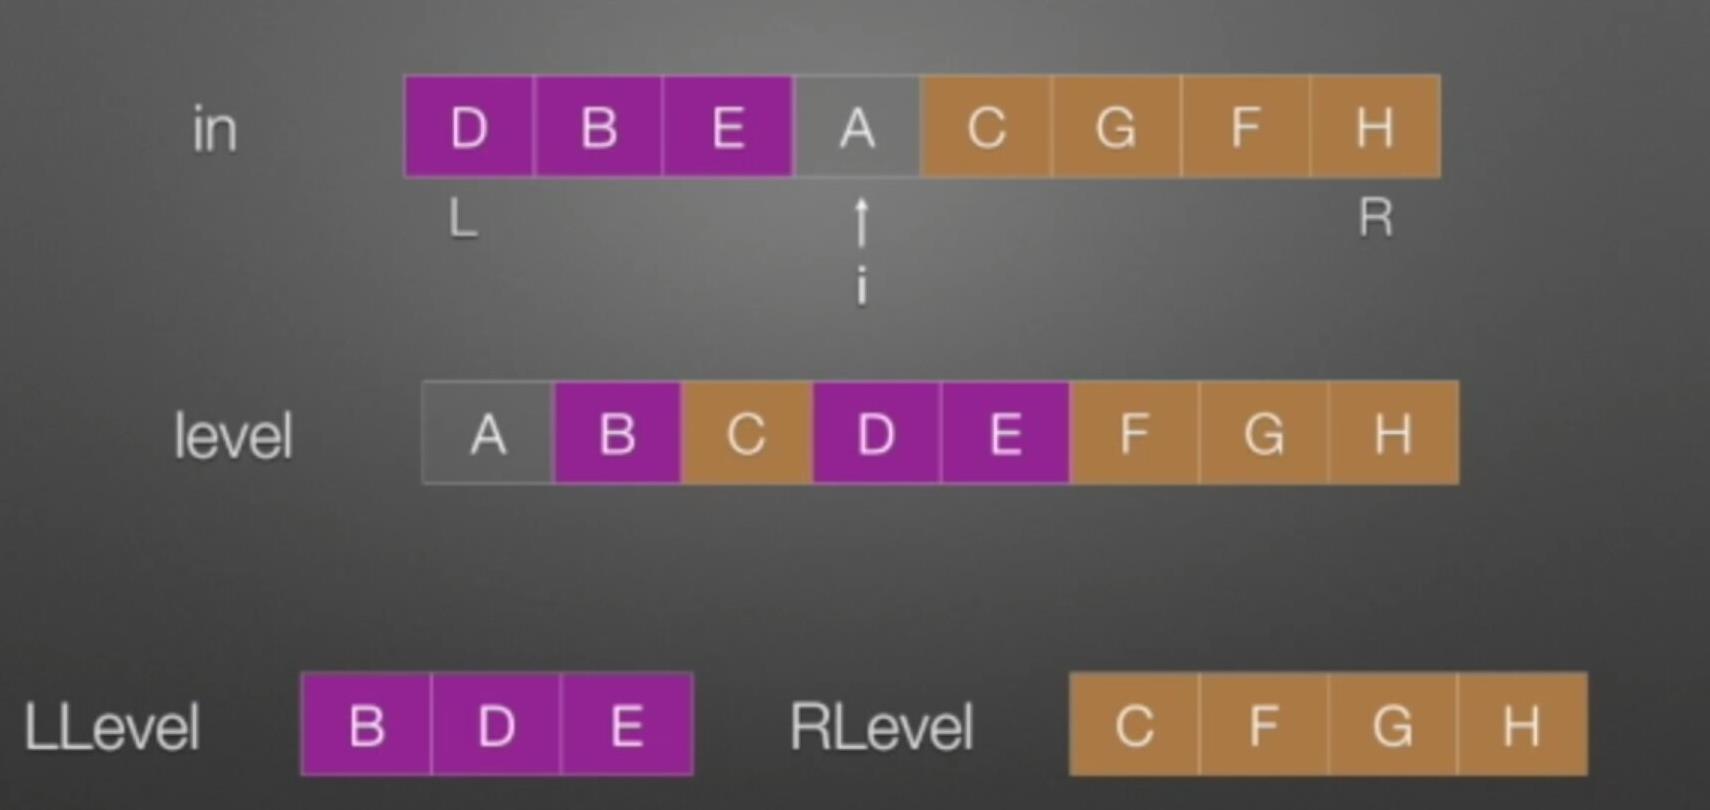 in D B E A C G F H
L R
i
level A B C D E F G H
LLevel B D E RLevel C F G H